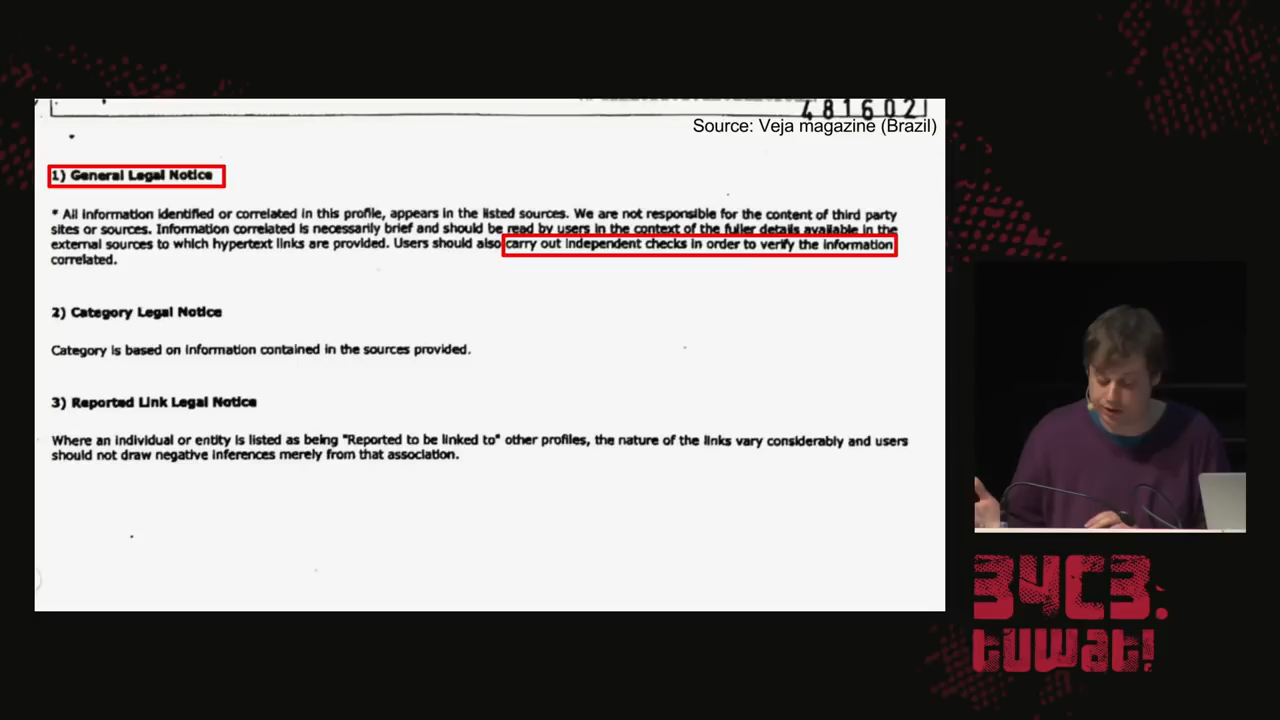 481602
Source: Veja magazine (Brazil)
1) General Legal Notice
* All information identified or correlated in this profile, appears in the listed sources. We are not responsible for the content of third party
sites or sources. Information correlated is necessarily brief and should be read by users in the context of the fuller details available in the
external sources to which hypertext links are provided. Users should also carry out independent checks in order to verify the information
correlated.
2) Category Legal Notice
Category is based on information contained in the sources provided.
3) Reported Link Legal Notice
Where an individual or entity is listed as being "Reported to be linked to" other profiles, the nature of the links vary considerably and users
should not draw negative inferences merely from that association.
34C3.
tuwat!